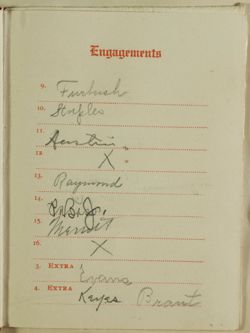 Engagements
9. Furbush
10. Staples
11. Austin
12. X "
13. Raymond
14.
15. Merrit
16. X
3. EXTRA Evans
4. EXTRA Keyes Brant